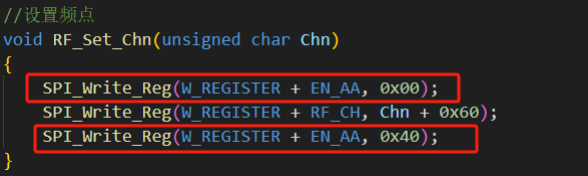 //设置频点
void RF_Set_Chn(unsigned char Chn)
{
SPI_Write_Reg(W_REGISTER + EN_AA, 0x00);
SPI_Write_Reg(W_REGISTER + RF_CH, Chn + 0x60);
SPI_Write_Reg(W_REGISTER + EN_AA, 0x40);
}